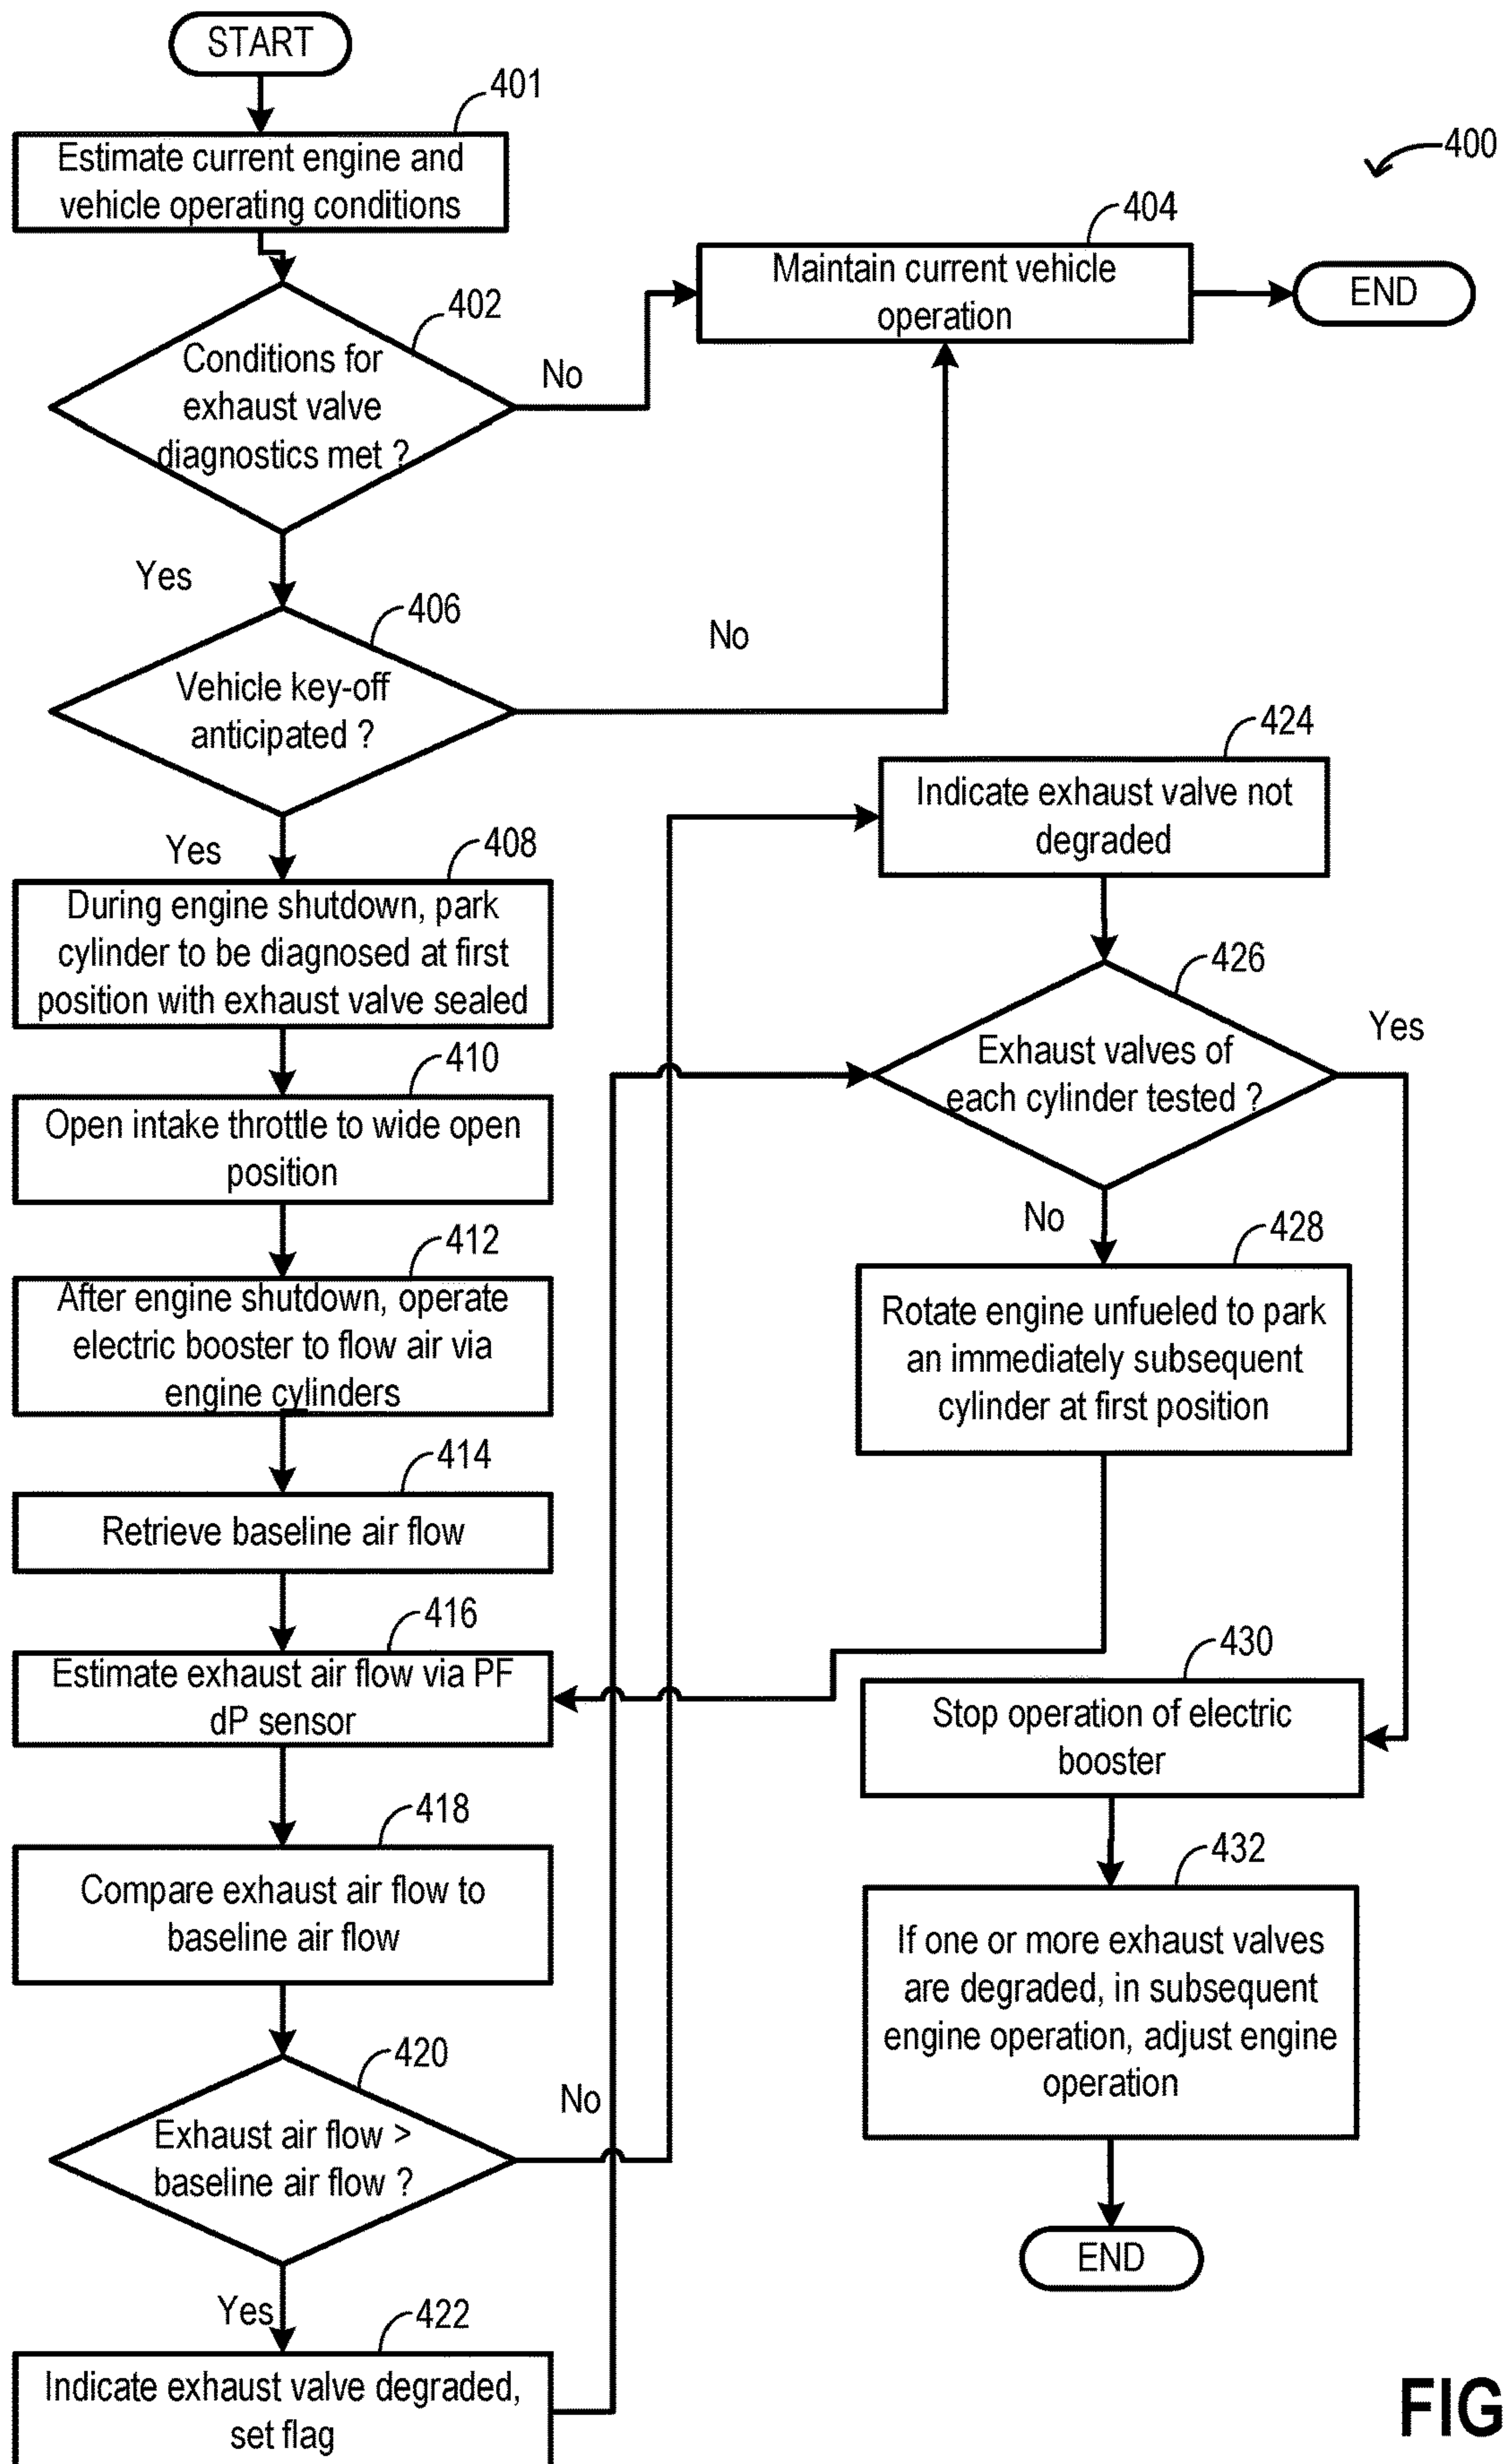 START
401
Estimate current engine and
vehicle operating conditions
400
402
Conditions for
exhaust valve
diagnostics met ?
No
404
Maintain current vehicle
operation
END
Yes
406
Vehicle key-off
anticipated ?
No
Yes
408
During engine shutdown, park
cylinder to be diagnosed at first
position with exhaust valve sealed
410
Open intake throttle to wide open
position
412
After engine shutdown, operate
electric booster to flow air via
engine cylinders
414
Retrieve baseline air flow
416
Estimate exhaust air flow via PF
dP sensor
418
Compare exhaust air flow to
baseline air flow
420
Exhaust air flow >
baseline air flow ?
No
Yes
422
Indicate exhaust valve degraded,
set flag
424
Indicate exhaust valve not
degraded
426
Exhaust valves of
each cylinder tested ?
Yes
No
428
Rotate engine unfueled to park
an immediately subsequent
cylinder at first position
430
Stop operation of electric
booster
432
If one or more exhaust valves
are degraded, in subsequent
engine operation, adjust engine
operation
END
FIG